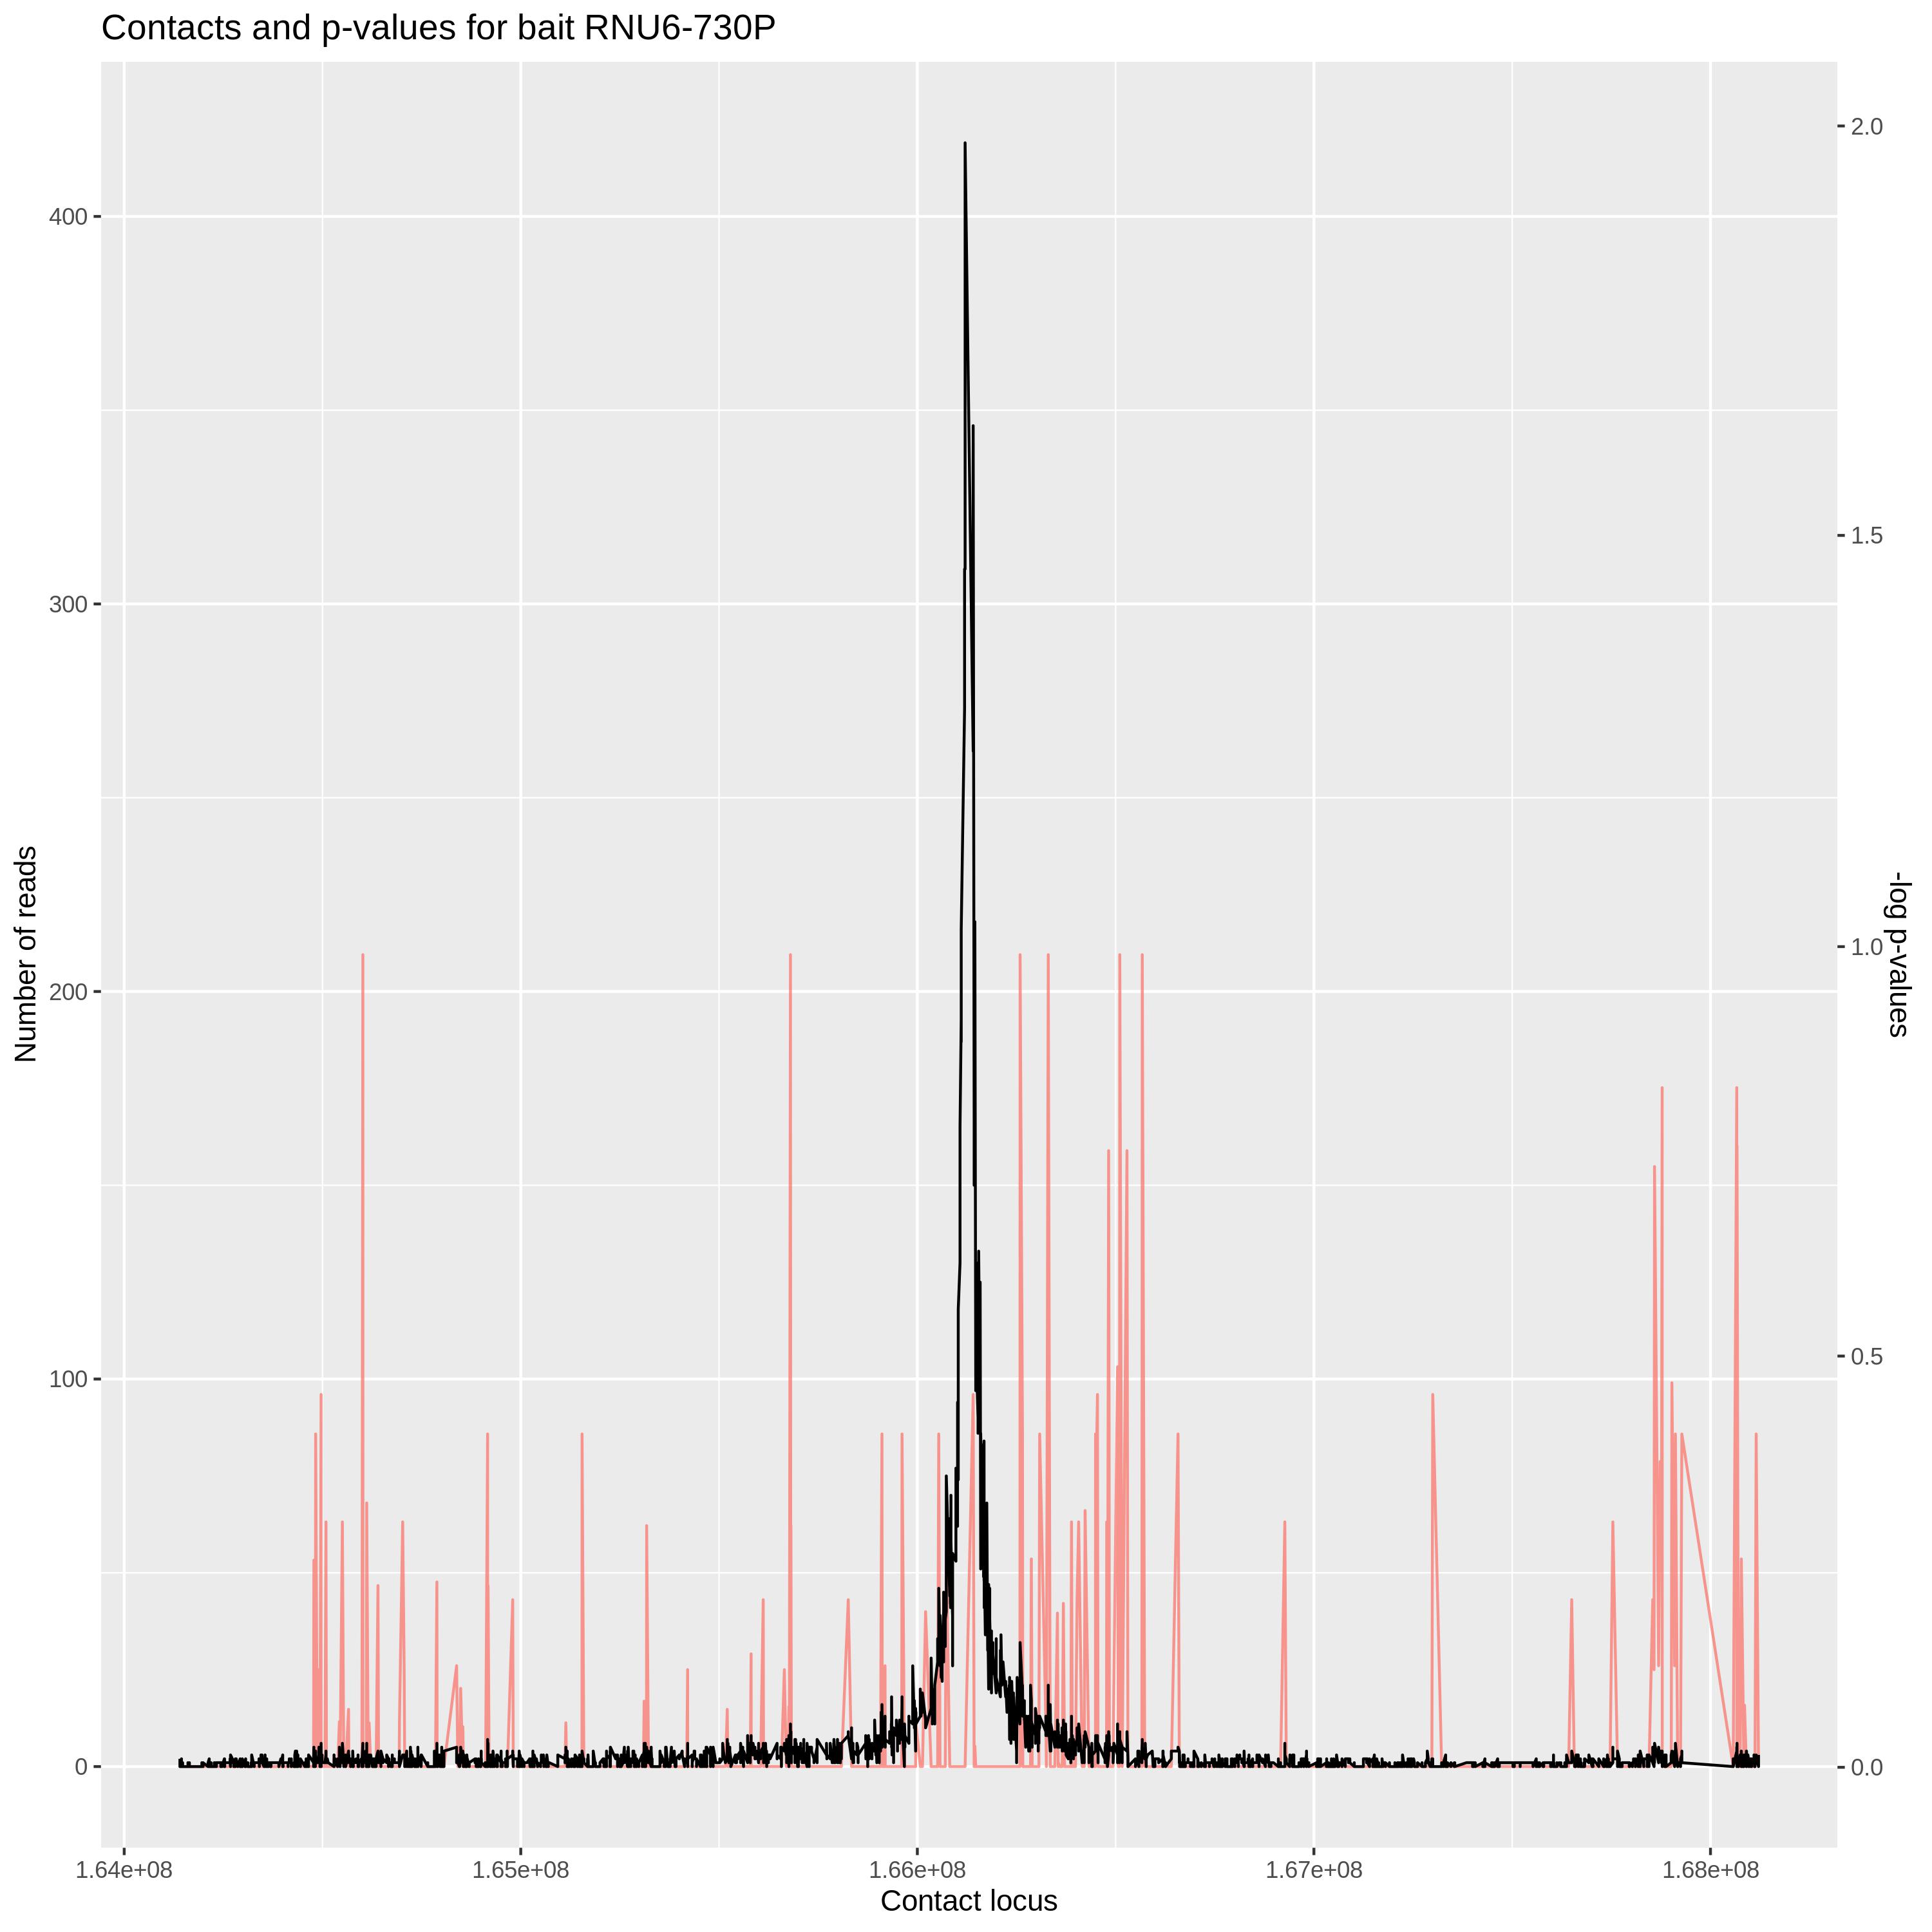 Contacts and p-values for bait RNU6-730P
400
300
200
100
0
Number of reads
2.0
1.5
1.0
0.5
0.0
-log p-values
1.64e+08
1.65e+08
1.66e+08
1.67e+08
1.68e+08
Contact locus